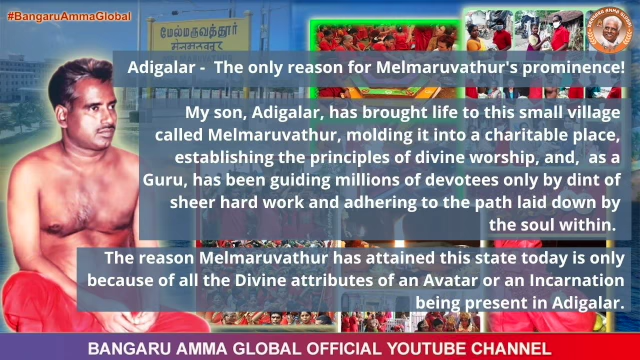 #BangaruAmmaGlobal
மேல்மருவத்தூர்
Adigalar - The only reason for Melmaruvathur's prominence!
My son, Adigalar, has brought life to this small village
called Melmaruvathur, molding it into a charitable place,
establishing the principles of divine worship, and, as a
Guru, has been guiding millions of devotees only by dint of
sheer hard work and adhering to the path laid down by
the soul within.
The reason Melmaruvathur has attained this state today is only
because of all the Divine attributes of an Avatar or an Incarnation
being present in Adigalar.
BANGARU AMMA GLOBAL OFFICIAL YOUTUBE CHANNEL